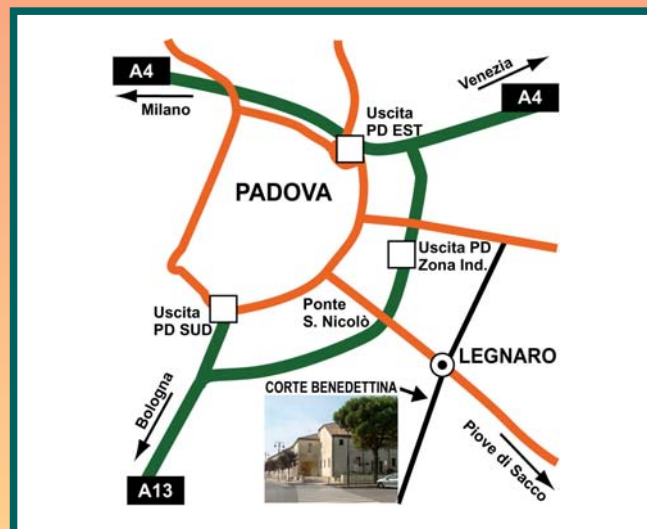 A4
Milano
Venezia
A4
Uscita
PD EST
PADOVA
Uscita PD
Zona Ind.
Ponte
S. Nicolò
Uscita
PD SUD
LEGNARO
CORTE BENEDETTINA
Bologna
Piove di Sacco
A13